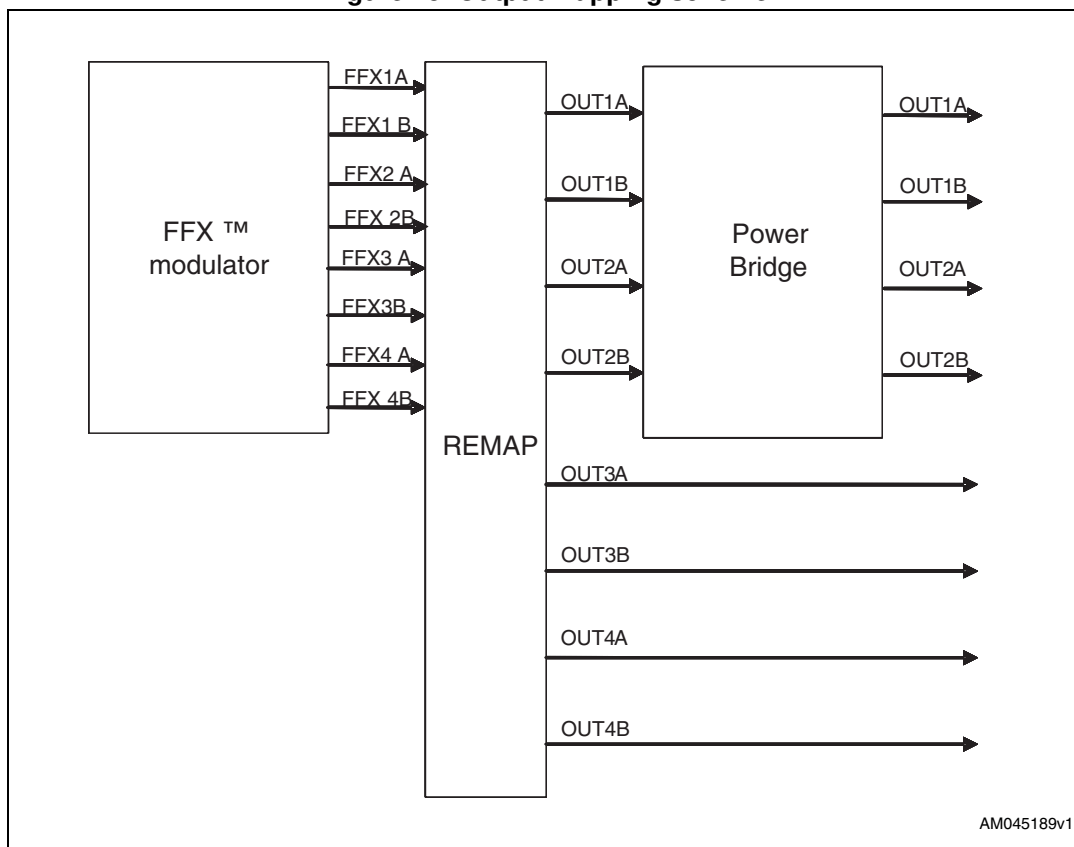 FFX1A
FFX1 B
FFX2 A
FFX 2B
FFX3 A
FFX3B
FFX4 A
FFX 4B
FFX ™
modulator
REMAP
OUT1A
OUT1B
OUT2A
OUT2B
OUT3A
OUT3B
OUT4A
OUT4B
Power
Bridge
OUT1A
OUT1B
OUT2A
OUT2B
AM045189v1